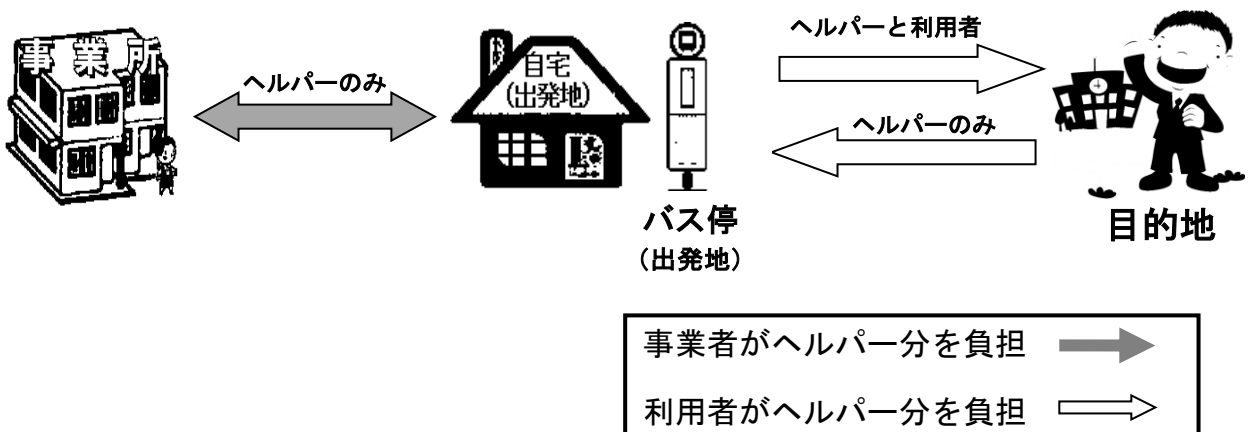 事業所
ヘルパーのみ
自宅
(出発地)
ヘルパーと利用者
ヘルパーのみ
バス停
（出発地）
目的地
事業者がヘルパー分を負担
利用者がヘルパー分を負担